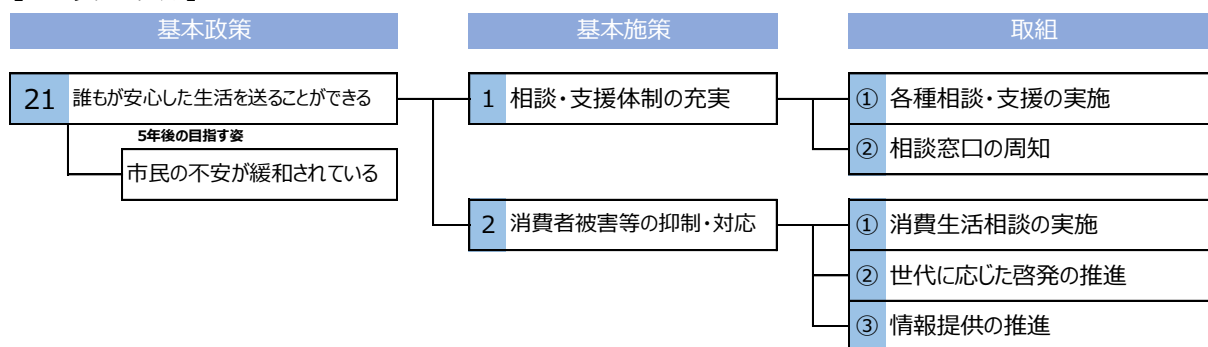 基本政策
基本施策
取組
21 誰もが安心した生活を送ることができる
5年後の目指す姿
市民の不安が緩和されている
1 相談・支援体制の充実
① 各種相談・支援の実施
② 相談窓口の周知
2 消費者被害等の抑制・対応
① 消費生活相談の実施
② 世代に応じた啓発の推進
③ 情報提供の推進